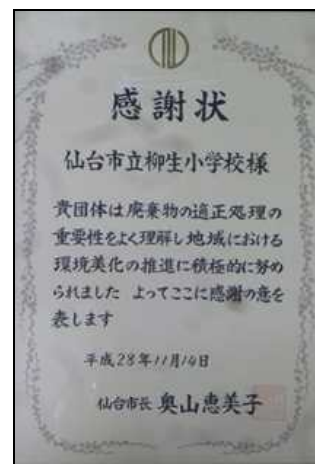 感謝状
仙台市立柳生小学校様
貴団体は廃棄物の適正処理の
重要性をよく理解し地域における
環境美化の推進に積極的に努め
られました よってここに感謝の意を
表します
平成28年11月14日
仙台市長 奥山恵美子